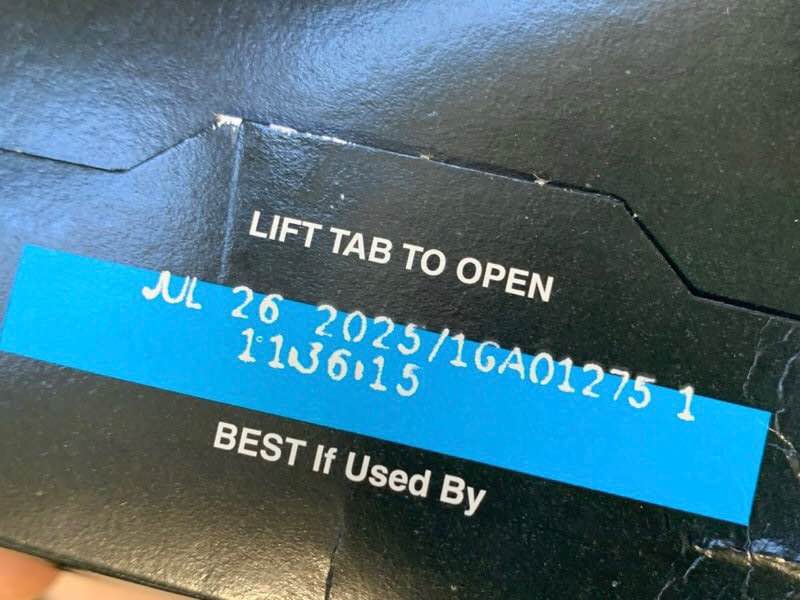 LIFT TAB TO OPEN
JUL 26 2025/1GA01275 1
11:36:15
BEST If Used By